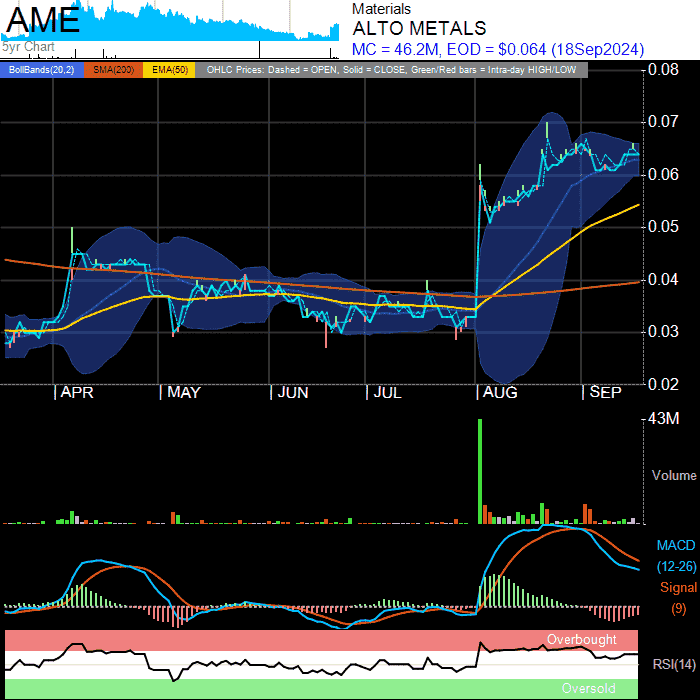 AME
5yr Chart
Materials
ALTO METALS
MC = 46.2M, EOD = $0.064 (18Sep2024)
BollBands(20,2) SMA(200) EMA(50) OHLC Prices: Dashed = OPEN, Solid = CLOSE, Green/Red bars = Intra-day HIGH/LOW
0.08
0.07
0.06
0.05
0.04
0.03
0.02
APR MAY JUN JUL AUG SEP
43M
Volume
MACD
(12-26)
Signal
(9)
Overbought
RSI(14)
Oversold